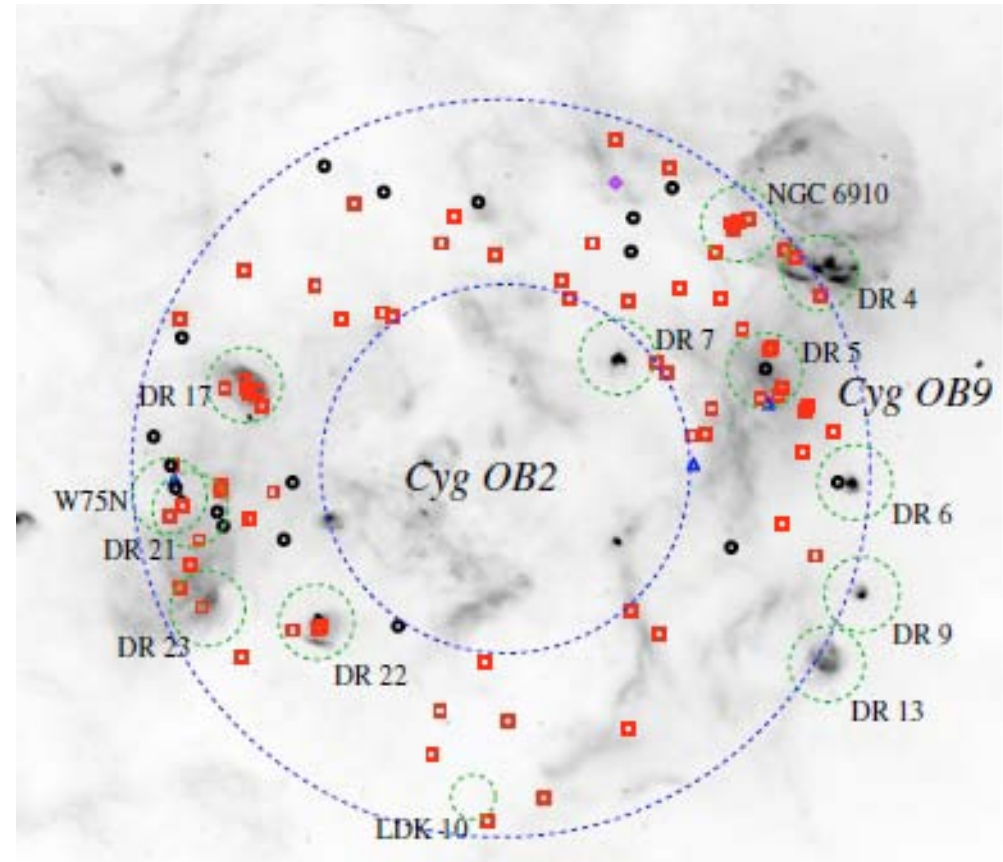 NGC 6910
DR 4
DR 7
DR 5
DR 17
Cyg OB9
Cyg OB2
W75N
DR 6
DR 21
DR 9
DR 23
DR 22
DR 13
LDK 10